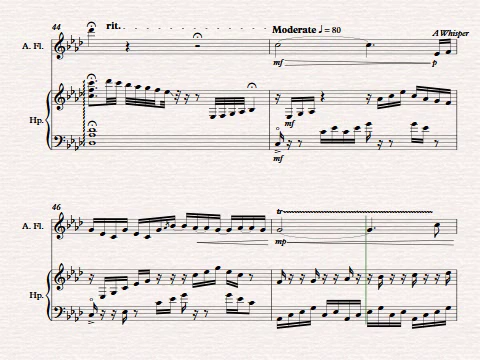 44
rit.
Moderate ♩= 80
A Whisper
A. Fl.
mf
p
Hp.
mf
mf
46
A. Fl.
tr
mp
Hp.